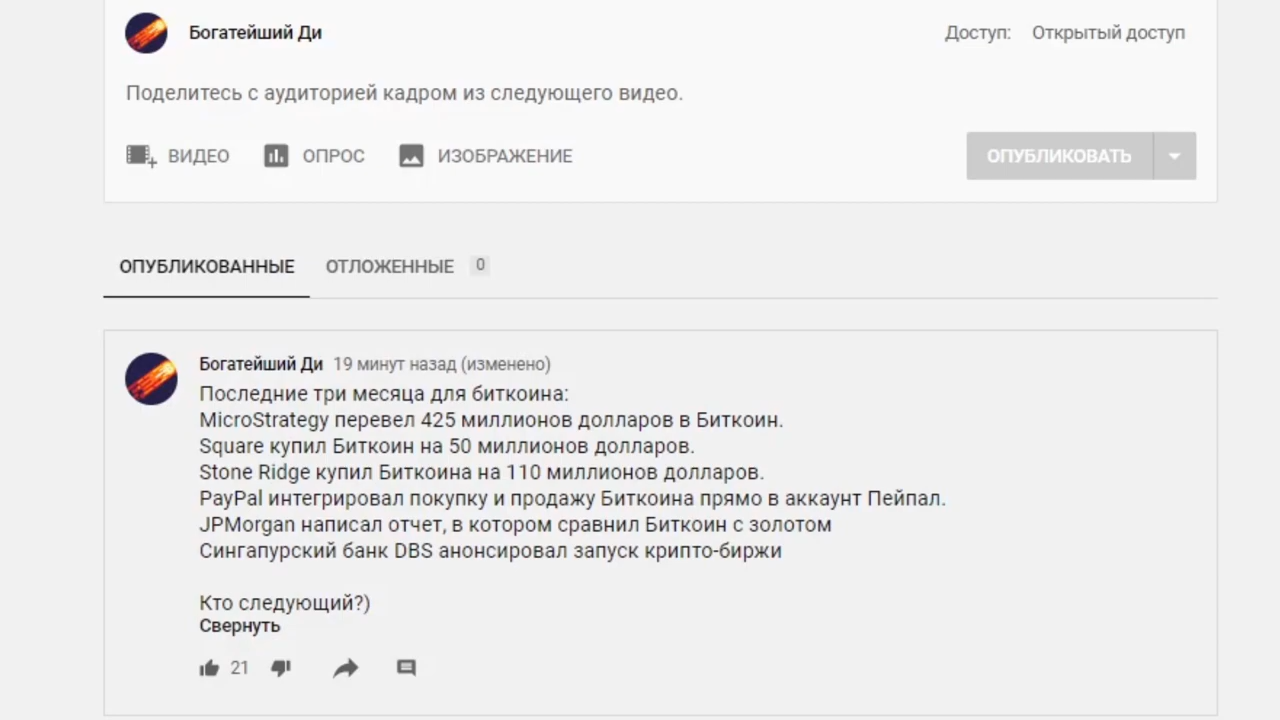 Богатейший Ди
Доступ: Открытый доступ
Поделитесь с аудиторией кадром из следующего видео.
ВИДЕО ОПРОС ИЗОБРАЖЕНИЕ
ОПУБЛИКОВАТЬ
ОПУБЛИКОВАННЫЕ ОТЛОЖЕННЫЕ 0
Богатейший Ди 19 минут назад (изменено)
Последние три месяца для биткоина:
MicroStrategy перевел 425 миллионов долларов в Биткоин.
Square купил Биткоин на 50 миллионов долларов.
Stone Ridge купил Биткоина на 110 миллионов долларов.
PayPal интегрировал покупку и продажу Биткоина прямо в аккаунт Пейпал.
JPMorgan написал отчет, в котором сравнил Биткоин с золотом
Сингапурский банк DBS анонсировал запуск крипто-биржи
Кто следующий?)
Свернуть
21